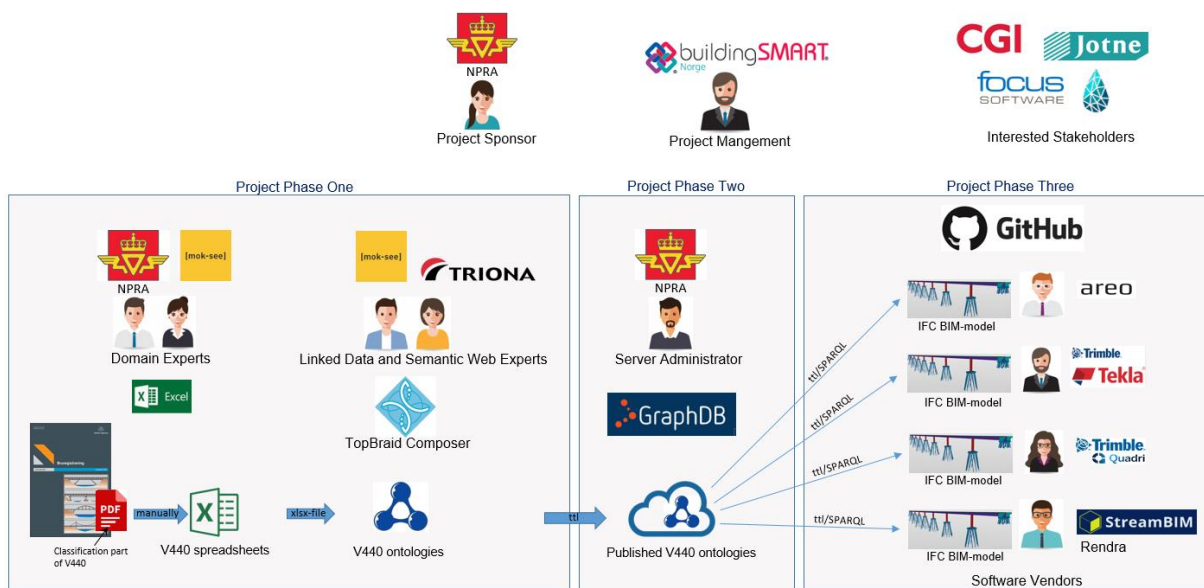 NPRA
Project Sponsor
buildingSMART®
Norge
Project Mangement
CGI
Jotne
focus
SOFTWARE
Interested Stakeholders
Project Phase One
Project Phase Two
Project Phase Three
NPRA
[mok-see]
Domain Experts
Excel
[mok-see]
TRIONA
Linked Data and Semantic Web Experts
TopBraid Composer
PDF
Classification part
of V440
manually
V440 spreadsheets
xlsx-file
V440 ontologies
ttl
NPRA
Server Administrator
GraphDB
Published V440 ontologies
ttl/SPARQL
ttl/SPARQL
ttl/SPARQL
ttl/SPARQL
GitHub
IFC BIM-model
areo
IFC BIM-model
Trimble
Tekla
IFC BIM-model
Trimble
Quadri
IFC BIM-model
StreamBIM
Rendra
Software Vendors